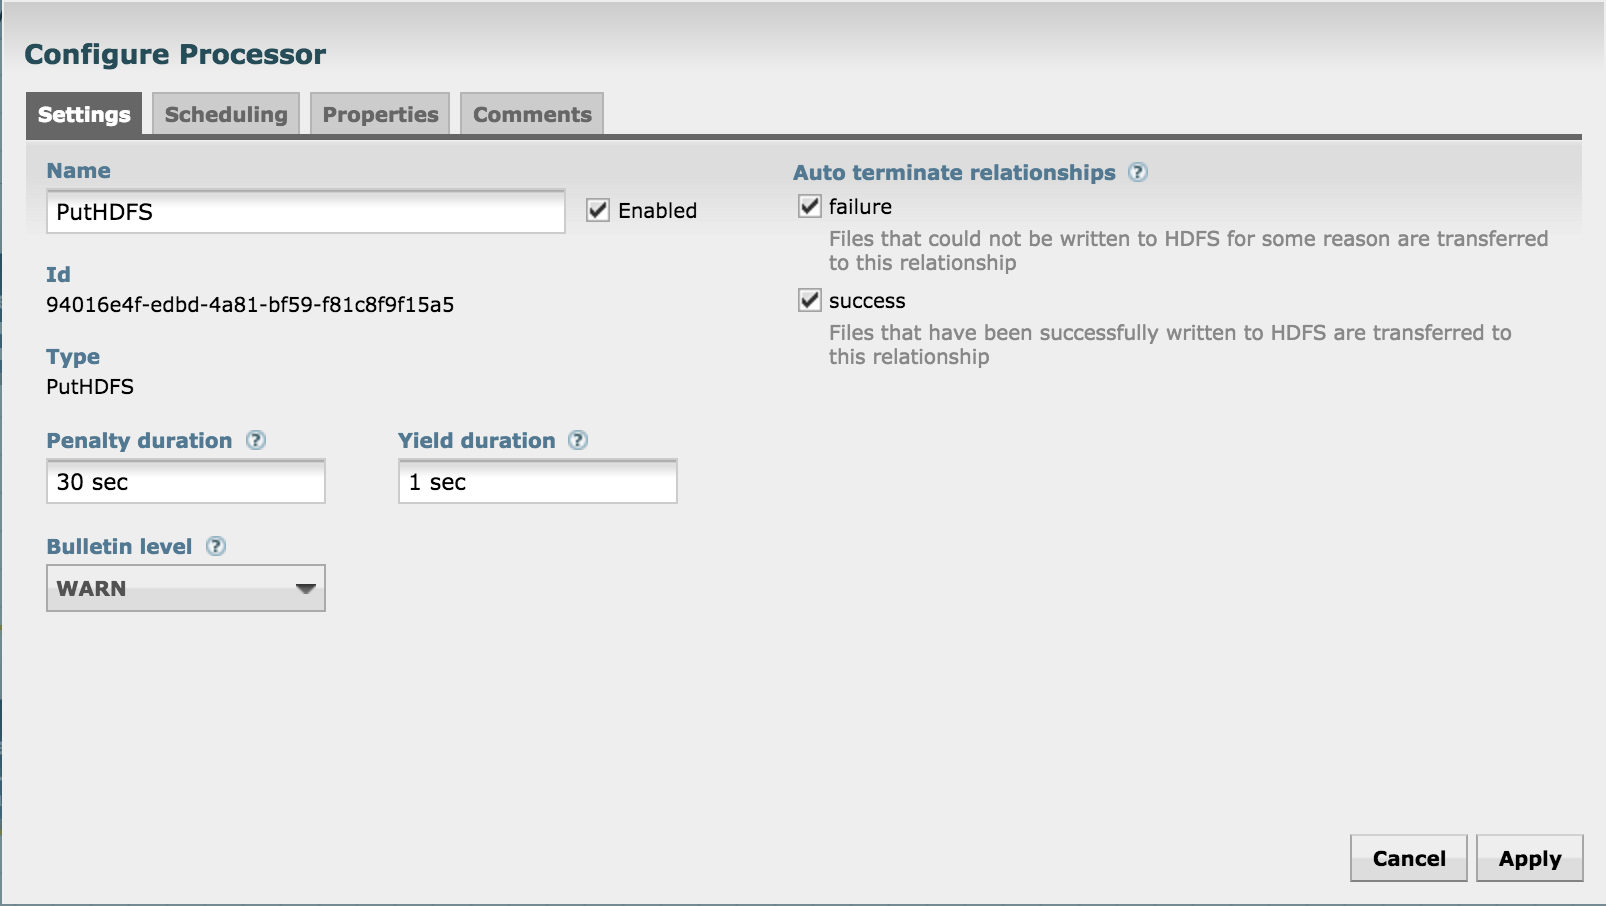 Configure Processor
Settings
Scheduling
Properties
Comments
Name
PutHDFS
Enabled
Id
94016e4f-edbd-4a81-bf59-f81c8f9f15a5
Type
PutHDFS
Penalty duration ?
Yield duration ?
30 sec
1 sec
Bulletin level ?
WARN
Auto terminate relationships ?
failure
Files that could not be written to HDFS for some reason are transferred
to this relationship
success
Files that have been successfully written to HDFS are transferred to
this relationship
Cancel
Apply